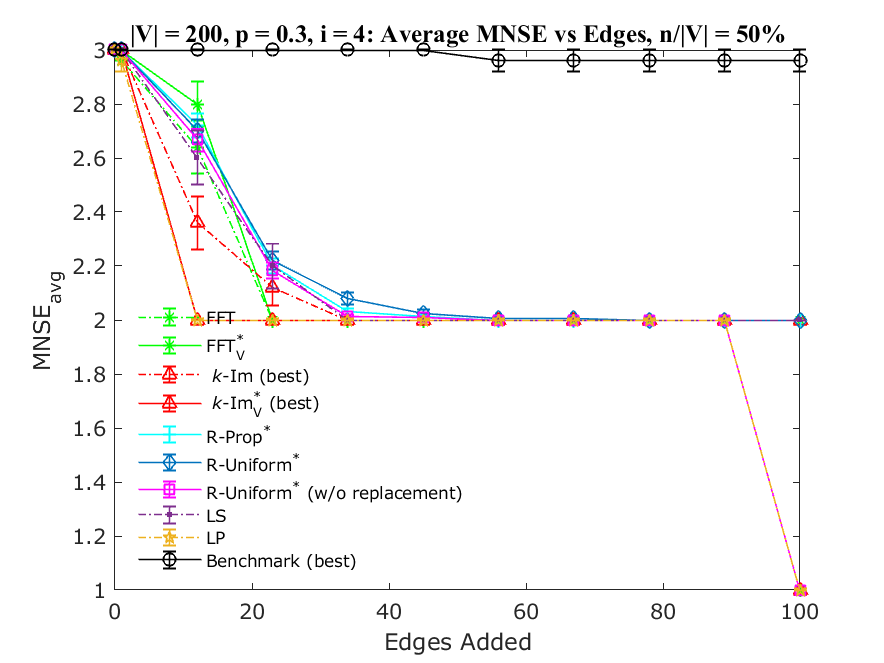 |V| = 200, p = 0.3, i = 4: Average MNSE vs Edges, n/|V| = 50%
3
2.8
2.6
2.4
2.2
2
1.8
1.6
1.4
1.2
1
MNSE_avg
FFT
FFT*_V
k-Im (best)
k-Im*_V (best)
R-Prop*
R-Uniform*
R-Uniform* (w/o replacement)
LS
LP
Benchmark (best)
0 20 40 60 80 100
Edges Added